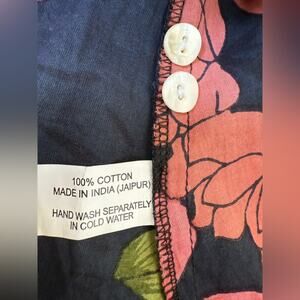 100% COTTON
MADE IN INDIA (JAIPUR)
HAND WASH SEPARATELY
IN COLD WATER